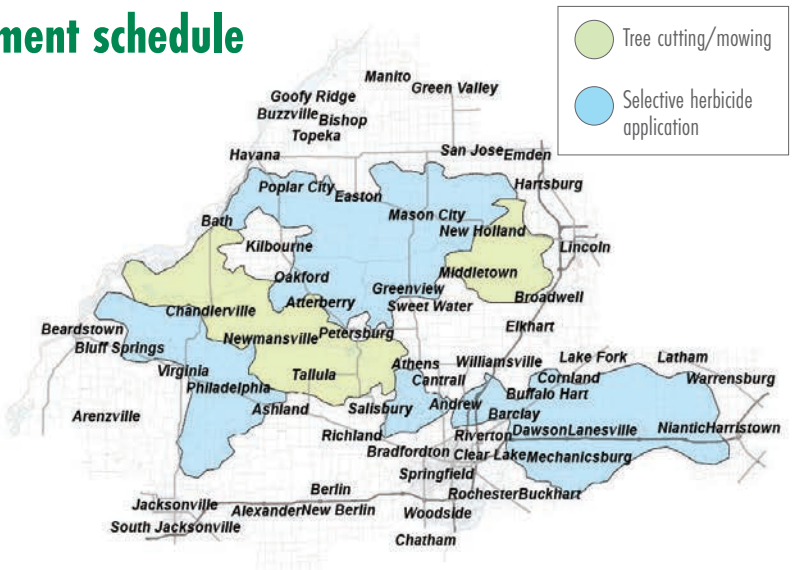 ment schedule
Tree cutting/mowing
Selective herbicide
application
Manito
Green Valley
Goofy Ridge
Buzzville
Bishop
Topeka
Havana
San Jose
Emden
Poplar City
Easton
Hartsburg
Bath
Mason City
New Holland
Kilbourne
Lincoln
Oakford
Middletown
Greenview
Atterberry
Sweet Water
Broadwell
Chandlerville
Beardstown
Newmansville
Petersburg
Elkhart
Bluff Springs
Virginia
Athens
Williamsville
Lake Fork
Latham
Tallula
Cantrall
Cornland
Warrensburg
Philadelphia
Buffalo Hart
Arenzville
Ashland
Salisbury
Andrew
Barclay
Richland
Riverton
Dawson
Lanesville
Niantic
Harristown
Bradfordton
Clear Lake
Mechanicsburg
Springfield
Berlin
Rochester
Buckhart
Jacksonville
Alexander
New Berlin
Woodside
South Jacksonville
Chatham